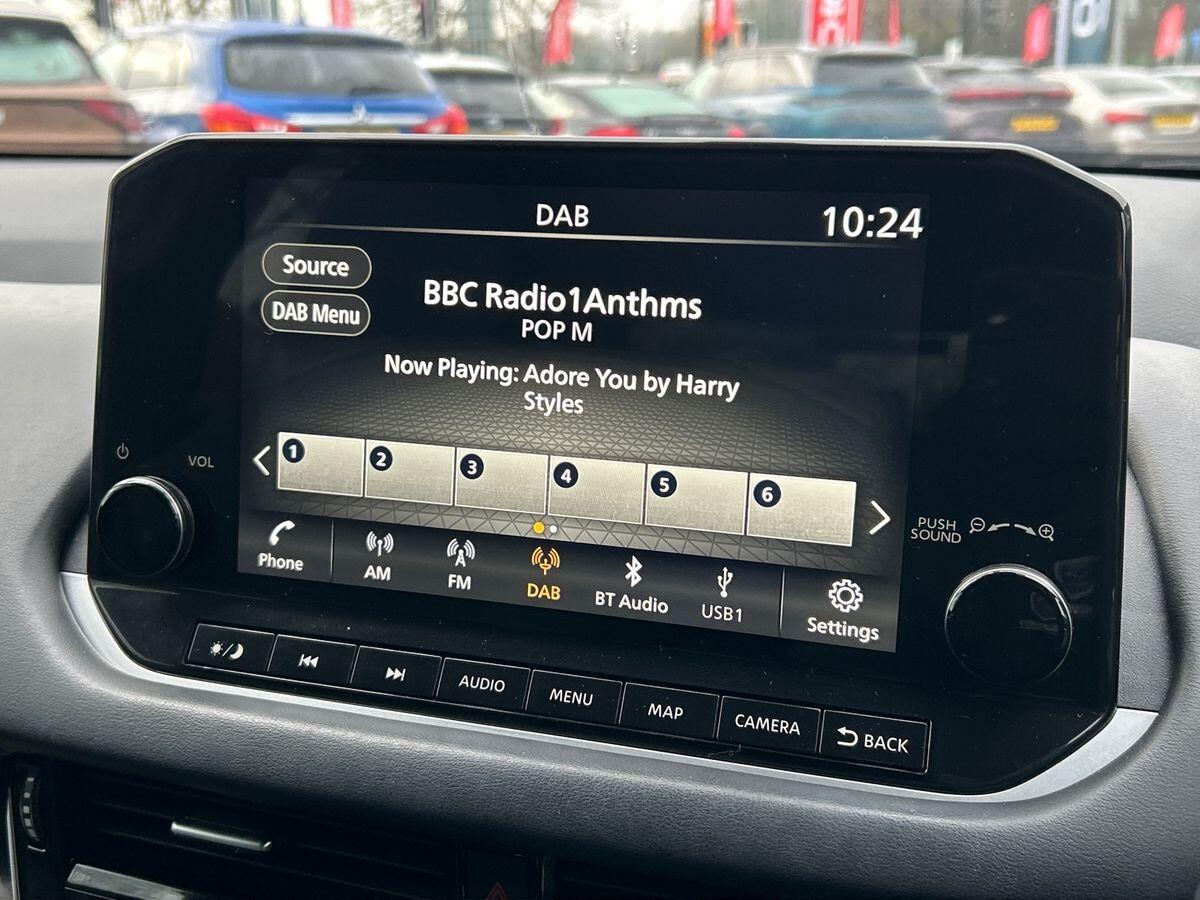 DAB
10:24
Source
DAB Menu
BBC Radio1Anthms
POP M
Now Playing: Adore You by Harry
Styles
1 2 3 4 5 6
VOL
PUSH
SOUND
Phone
AM
FM
DAB
BT Audio
USB1
Settings
AUDIO
MENU
MAP
CAMERA
BACK